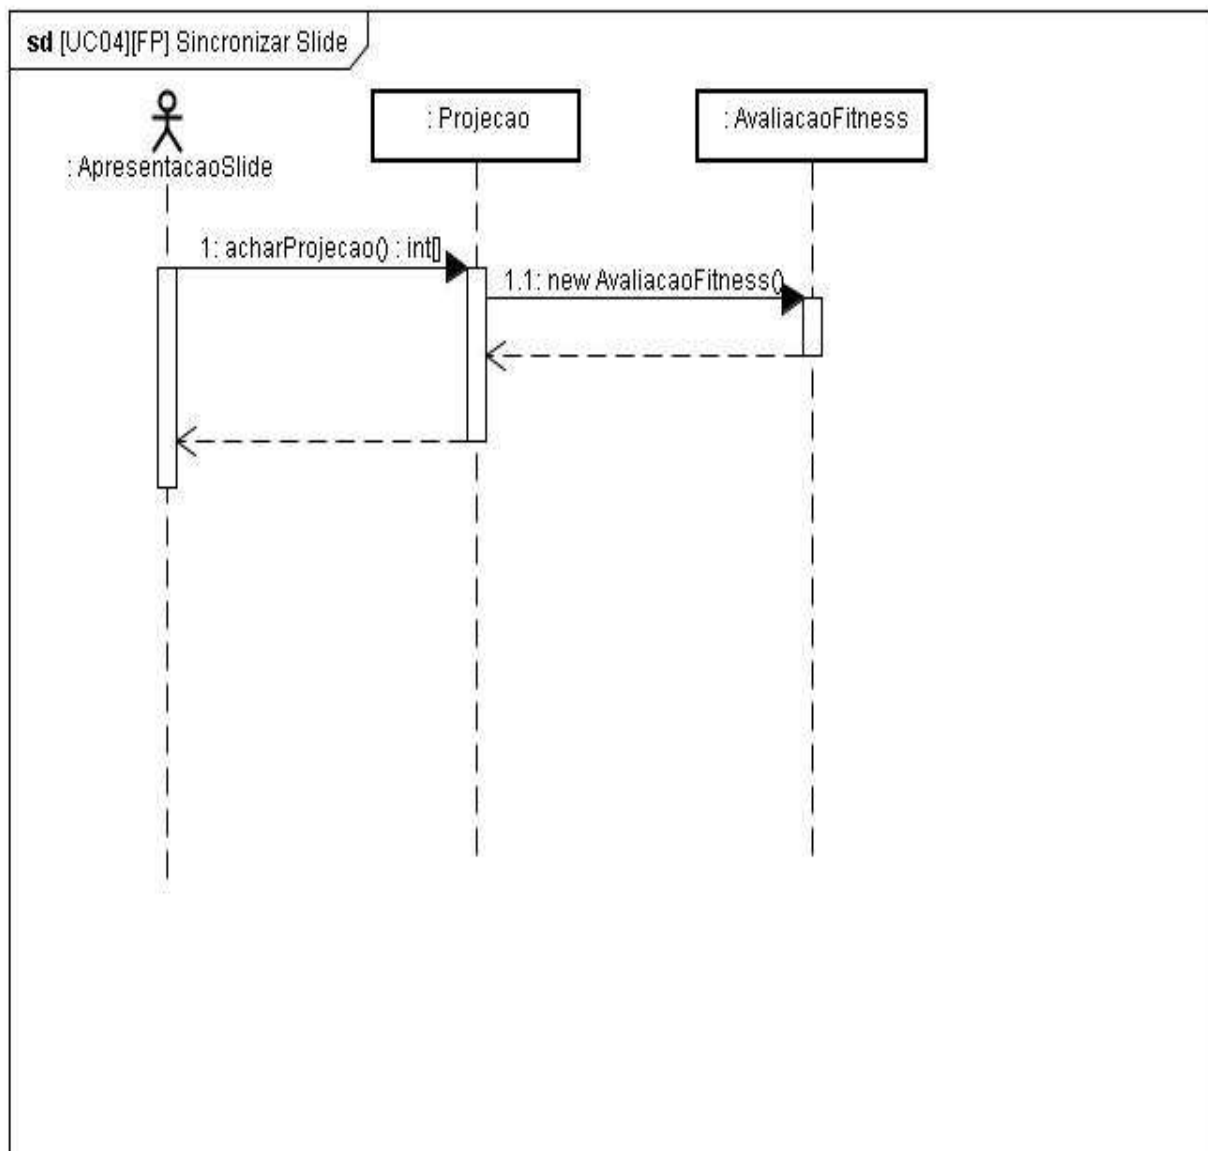 sd [UC04][FP] Sincronizar Slide
: ApresentacaoSlide
: Projecao
: AvaliacaoFitness
1: acharProjecao() : int[]
1.1: new AvaliacaoFitness()